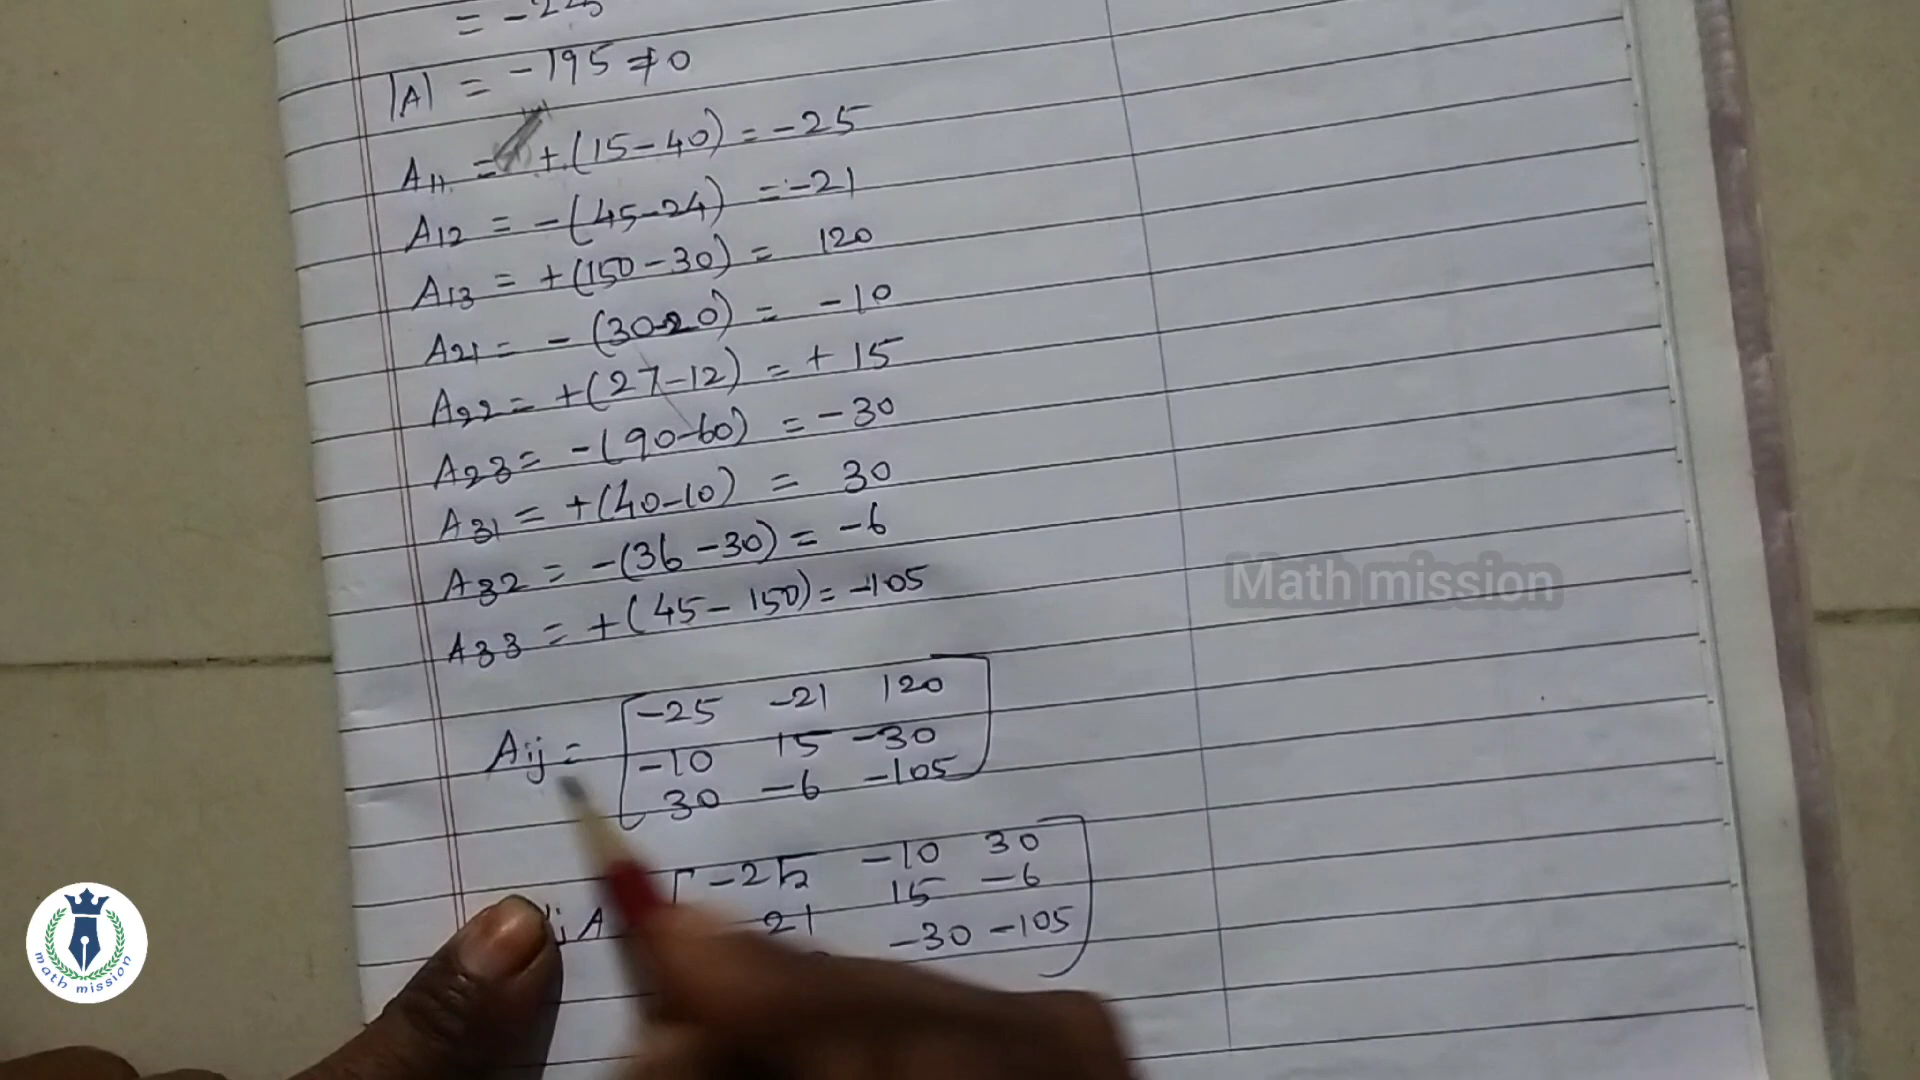 = -225
|A| = -195 ≠ 0
A11 = +(15-40) = -25
A12 = -(45-24) = -21
A13 = +(150-30) = 120
A21 = -(30-20) = -10
A22 = +(27-12) = +15
A23 = -(90-60) = -30
A31 = +(40-10) = 30
A32 = -(36-30) = -6
A33 = +(45-150) = -105
Math mission
-25 -21 120
Aij = -10 15 -30
30 -6 -105
-25 -10 30
j A 21 15 -6
-30 -105
math mission